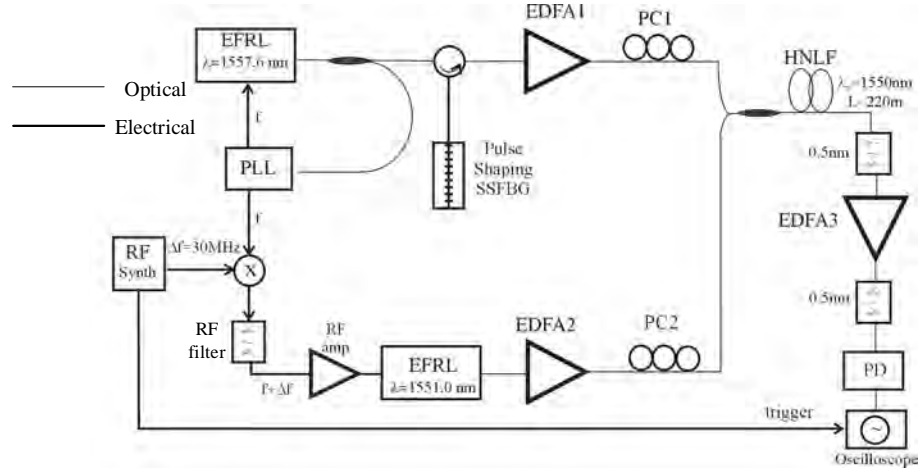 EDFA1
PC1
EFRL
λ=1557.6 nm
HNLF
λ₀=1550nm
L=220m
Optical
Electrical
f
PLL
Pulse
Shaping
SSFBG
0.5nm
EDFA3
f
Δf=30MHz
RF
Synth
X
0.5nm
RF
filter
RF
amp
EDFA2
PC2
EFRL
λ=1551.0 nm
f+Δf
PD
trigger
~
Oscilloscope